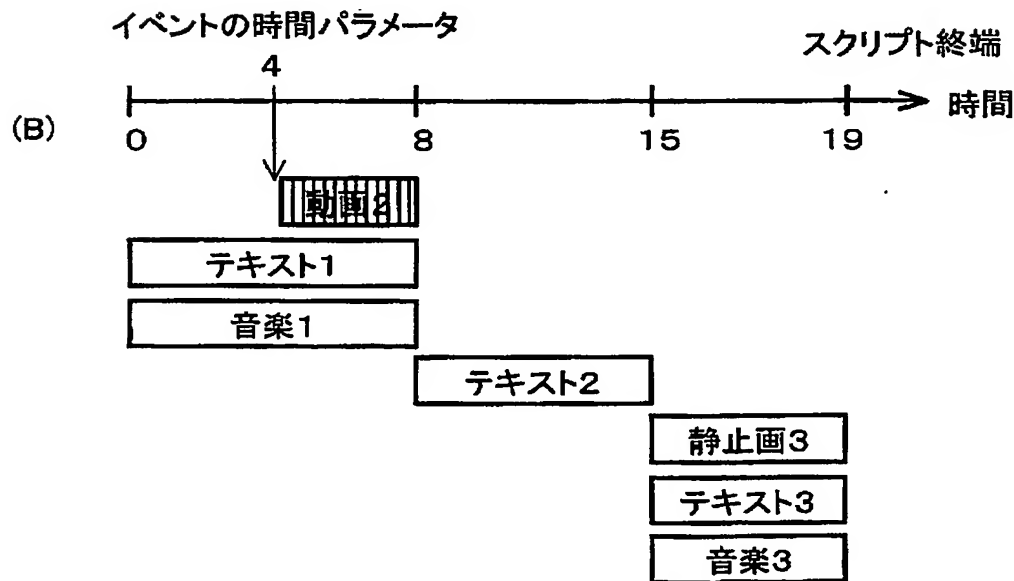 イベントの時間パラメータ
スクリプト終端
4
時間
(B)
0
8
15
19
動画2
テキスト1
音楽1
テキスト2
静止画3
テキスト3
音楽3